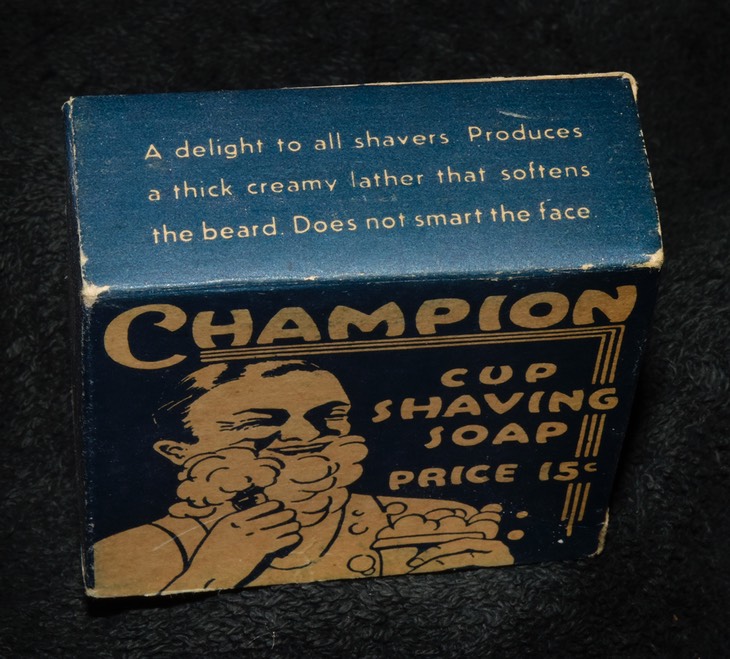 A delight to all shavers Produces
a thick creamy lather that softens
the beard. Does not smart the face.
CHAMPION
CUP
SHAVING
SOAP
PRICE 15c